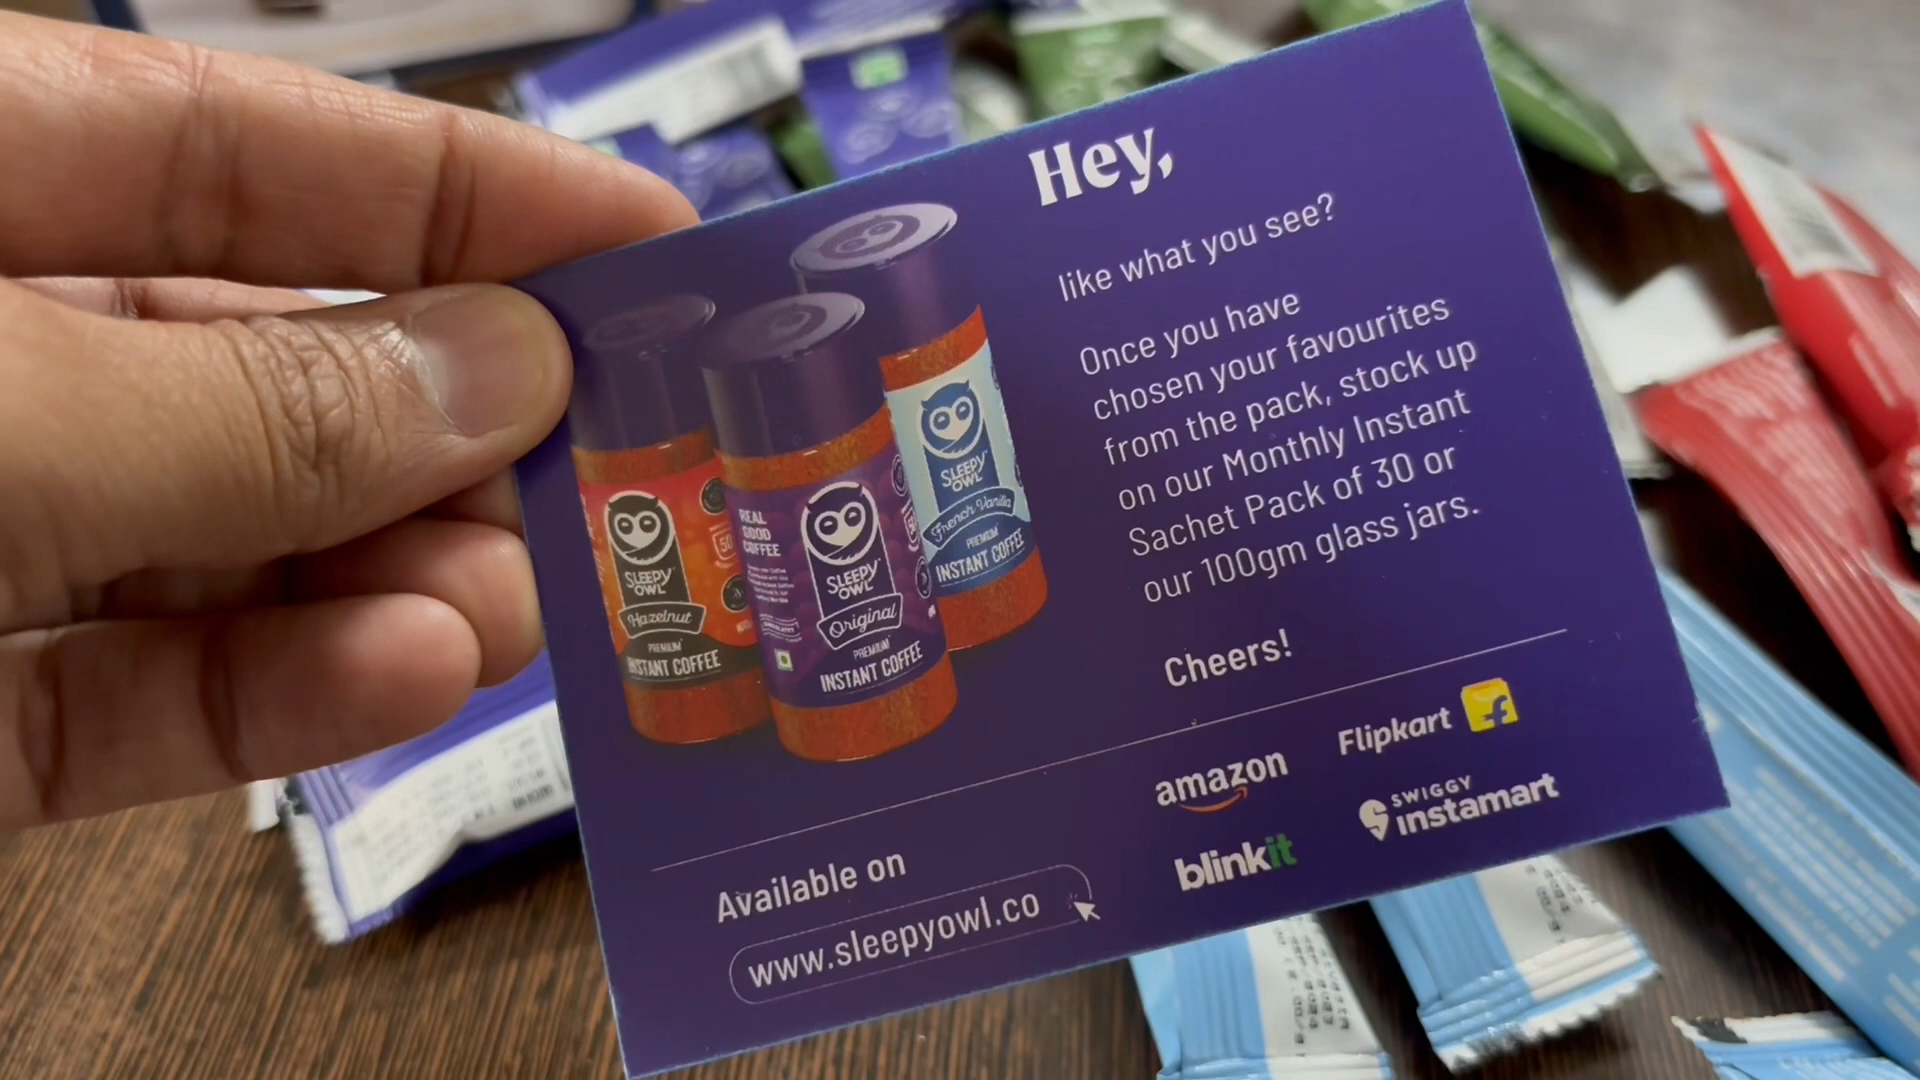 Hey,
like what you see?
Once you have
chosen your favourites
from the pack, stock up
on our Monthly Instant
Sachet Pack of 30 or
our 100gm glass jars.
Cheers!
SLEEPY
OWL
Hazelnut
PREMIUM
INSTANT COFFEE
REAL
GOOD
COFFEE
SLEEPY
OWL
Original
PREMIUM
INSTANT COFFEE
SLEEPY
OWL
French Vanilla
PREMIUM
INSTANT COFFEE
Available on
www.sleepyowl.co
amazon
Flipkart
blinkit
SWIGGY
instamart